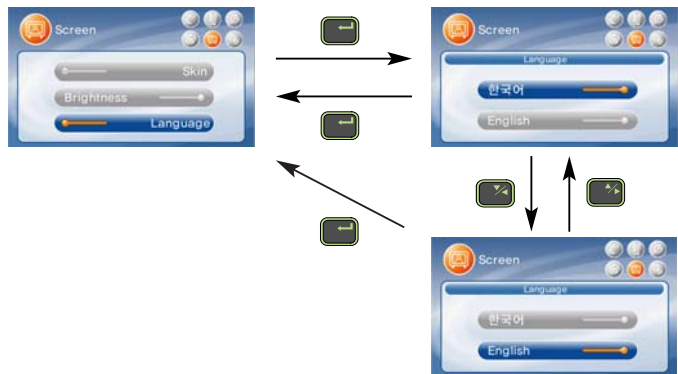 Screen
Skin
Brightness
Language
Screen
Language
한국어
English
Screen
Language
한국어
English